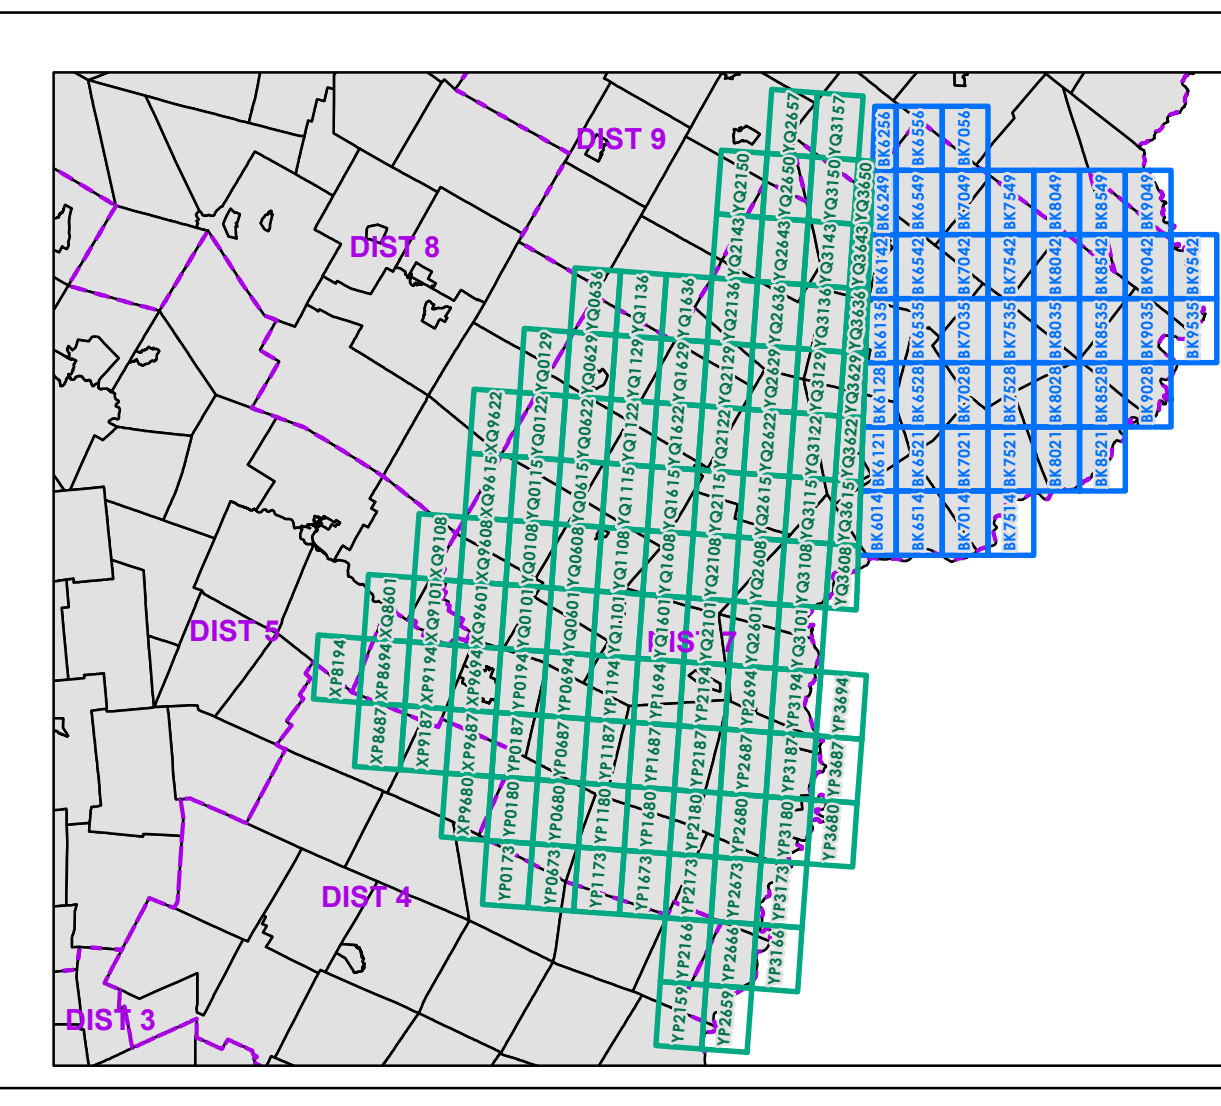 DIST 9
DIST 8
DIST 5
DIST 4
DIST 3
YQ2657 YQ3157
YQ2150 YQ2650 YQ3150 YQ3650
YQ2143 YQ2643 YQ3143 YQ3643
YQ0636 YQ1136 YQ1636 YQ2136 YQ2636 YQ3136 YQ3636
YQ0129 YQ0629 YQ1129 YQ1629 YQ2129 YQ2629 YQ3129 YQ3629
XQ9622 YQ0122 YQ0622 YQ1122 YQ1622 YQ2122 YQ2622 YQ3122 YQ3622
XQ9615 YQ0115 YQ0615 YQ1115 YQ1615 YQ2115 YQ2615 YQ3115 YQ3615
XQ9108 XQ9608 YQ0108 YQ0608 YQ1108 YQ1608 YQ2108 YQ2608 YQ3108 YQ3608
XQ8601 XQ9101 XQ9601 YQ0101 YQ0601 YQ1101 YQ1601 YQ2101 YQ2601 YQ3101
XP8194 XP8694 XP9194 XP9694 YP0194 YP0694 YP1194 YP1694 YP2194 YP2694 YP3194 YP3694
XP8687 XP9187 XP9687 YP0187 YP0687 YP1187 YP1687 YP2187 YP2687 YP3187 YP3687
XP9680 YP0180 YP0680 YP1180 YP1680 YP2180 YP2680 YP3180 YP3680
YP0173 YP0673 YP1173 YP1673 YP2173 YP2673 YP3173
YP2166 YP2666 YP3166
YP2159 YP2659
BK6256 BK6556 BK7056
BK6249 BK6549 BK7049 BK7549 BK8049 BK8549 BK9049
BK6142 BK6542 BK7042 BK7542 BK8042 BK8542 BK9042 BK9542
BK6135 BK6535 BK7035 BK7535 BK8035 BK8535 BK9035 BK9535
BK6128 BK6528 BK7028 BK7528 BK8028 BK8528 BK9028
BK6121 BK6521 BK7021 BK7521 BK8021 BK8521
BK6014 BK6514 BK7014 BK7514